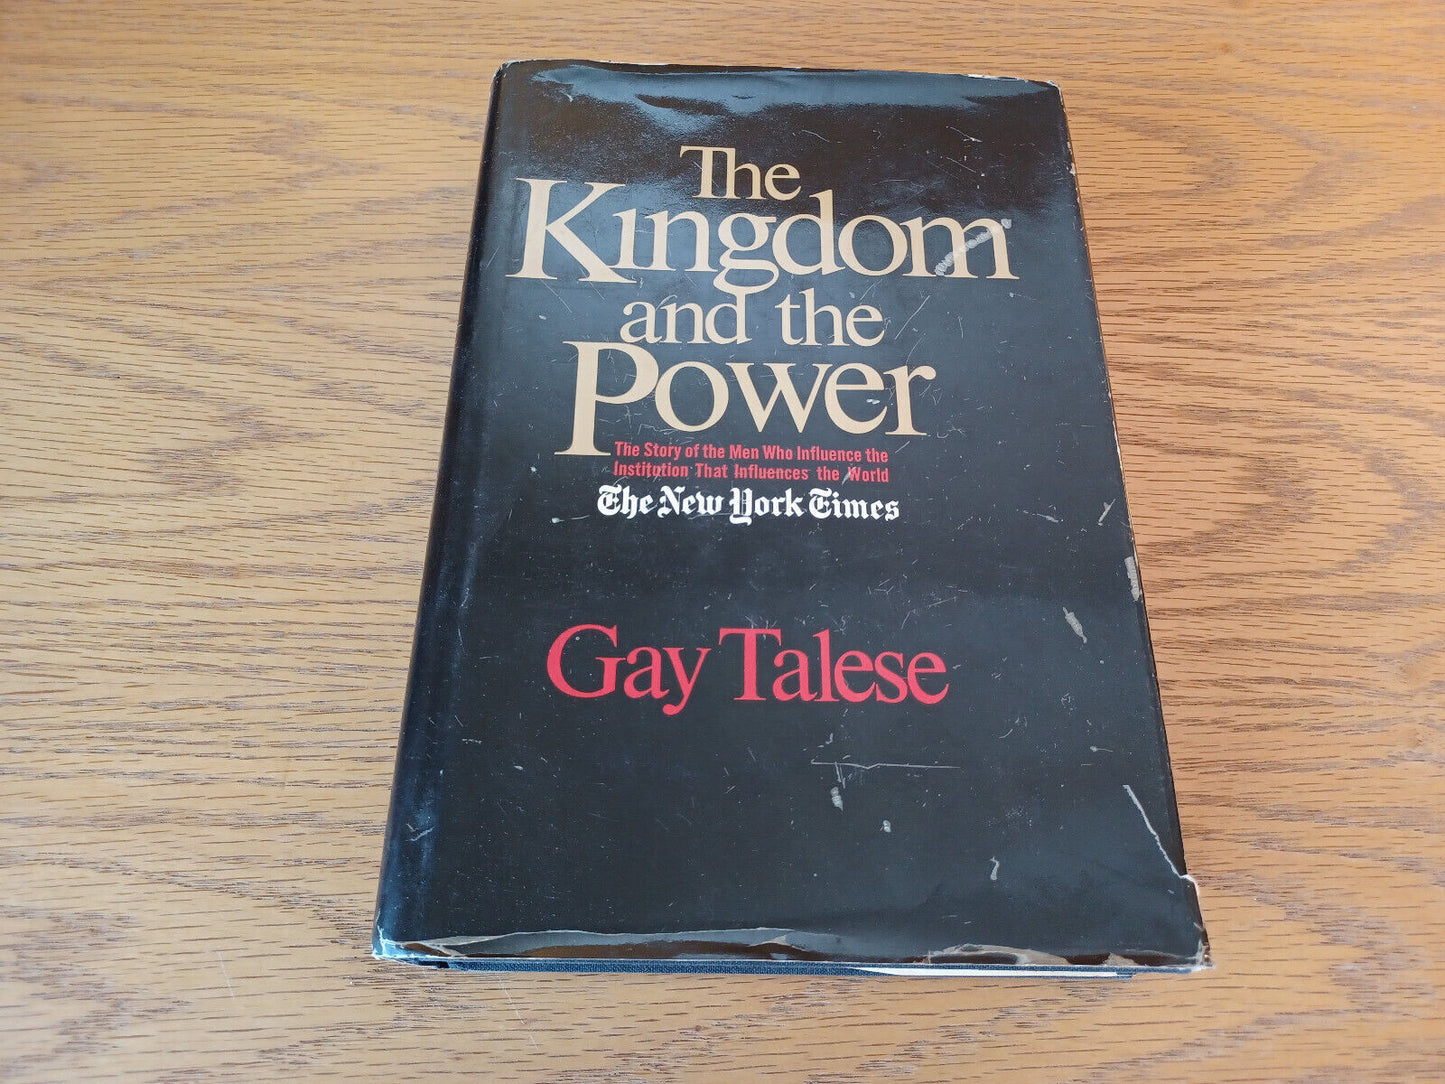 The
Kingdom
and the
Power
The Story of the Men Who Influence the
Institution That Influences the World
The New York Times
Gay Talese